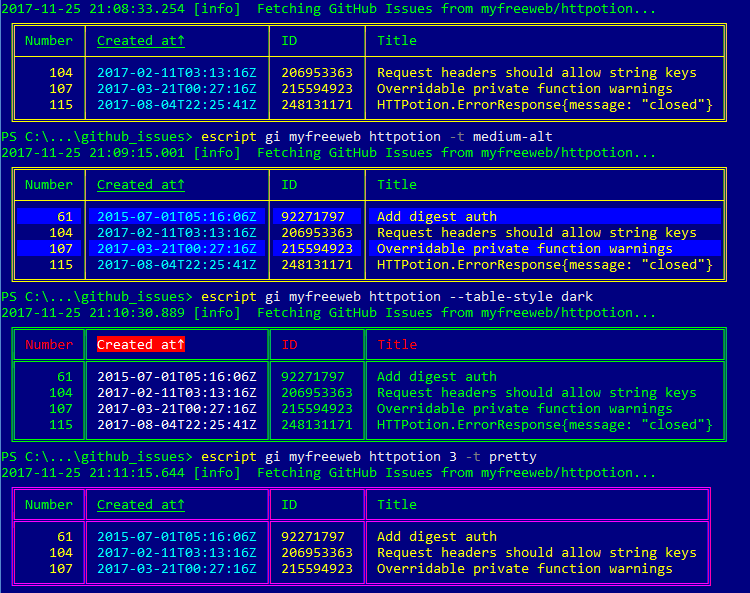 2017-11-25 21:08:33.254 [info]  Fetching GitHub Issues from myfreeweb/httpotion...
Number Created at↑ ID Title
104 2017-02-11T03:13:16Z 206953363 Request headers should allow string keys
107 2017-03-21T00:27:16Z 215594923 Overridable private function warnings
115 2017-08-04T22:25:41Z 248131171 HTTPotion.ErrorResponse{message: "closed"}
PS C:\...\github_issues> escript gi myfreeweb httpotion -t medium-alt
2017-11-25 21:09:15.001 [info]  Fetching GitHub Issues from myfreeweb/httpotion...
Number Created at↑ ID Title
61 2015-07-01T05:16:06Z 92271797 Add digest auth
104 2017-02-11T03:13:16Z 206953363 Request headers should allow string keys
107 2017-03-21T00:27:16Z 215594923 Overridable private function warnings
115 2017-08-04T22:25:41Z 248131171 HTTPotion.ErrorResponse{message: "closed"}
PS C:\...\github_issues> escript gi myfreeweb httpotion --table-style dark
2017-11-25 21:10:30.889 [info]  Fetching GitHub Issues from myfreeweb/httpotion...
Number Created at↑ ID Title
61 2015-07-01T05:16:06Z 92271797 Add digest auth
104 2017-02-11T03:13:16Z 206953363 Request headers should allow string keys
107 2017-03-21T00:27:16Z 215594923 Overridable private function warnings
115 2017-08-04T22:25:41Z 248131171 HTTPotion.ErrorResponse{message: "closed"}
PS C:\...\github_issues> escript gi myfreeweb httpotion 3 -t pretty
2017-11-25 21:11:15.644 [info]  Fetching GitHub Issues from myfreeweb/httpotion...
Number Created at↑ ID Title
61 2015-07-01T05:16:06Z 92271797 Add digest auth
104 2017-02-11T03:13:16Z 206953363 Request headers should allow string keys
107 2017-03-21T00:27:16Z 215594923 Overridable private function warnings